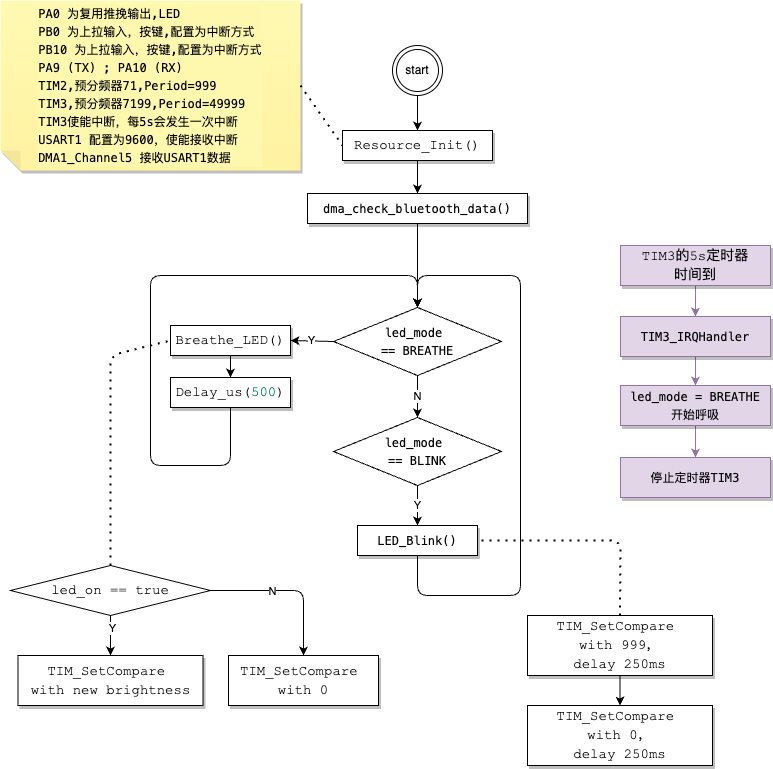 PA0 为复用推挽输出,LED
PB0 为上拉输入，按键,配置为中断方式
PB10 为上拉输入，按键,配置为中断方式
PA9 (TX) ; PA10 (RX)
TIM2,预分频器71,Period=999
TIM3,预分频器7199,Period=49999
TIM3使能中断，每5s会发生一次中断
USART1 配置为9600，使能接收中断
DMA1_Channel5 接收USART1数据
start
Resource_Init()
dma_check_bluetooth_data()
TIM3的5s定时器
时间到
led_mode
== BREATHE
Y
Breathe_LED()
TIM3_IRQHandler
Delay_us(500)
N
led_mode = BREATHE
开始呼吸
led_mode
== BLINK
停止定时器TIM3
Y
LED_Blink()
led_on == true
N
Y
TIM_SetCompare
with new brightness
TIM_SetCompare
with 0
TIM_SetCompare
with 999,
delay 250ms
TIM_SetCompare
with 0,
delay 250ms